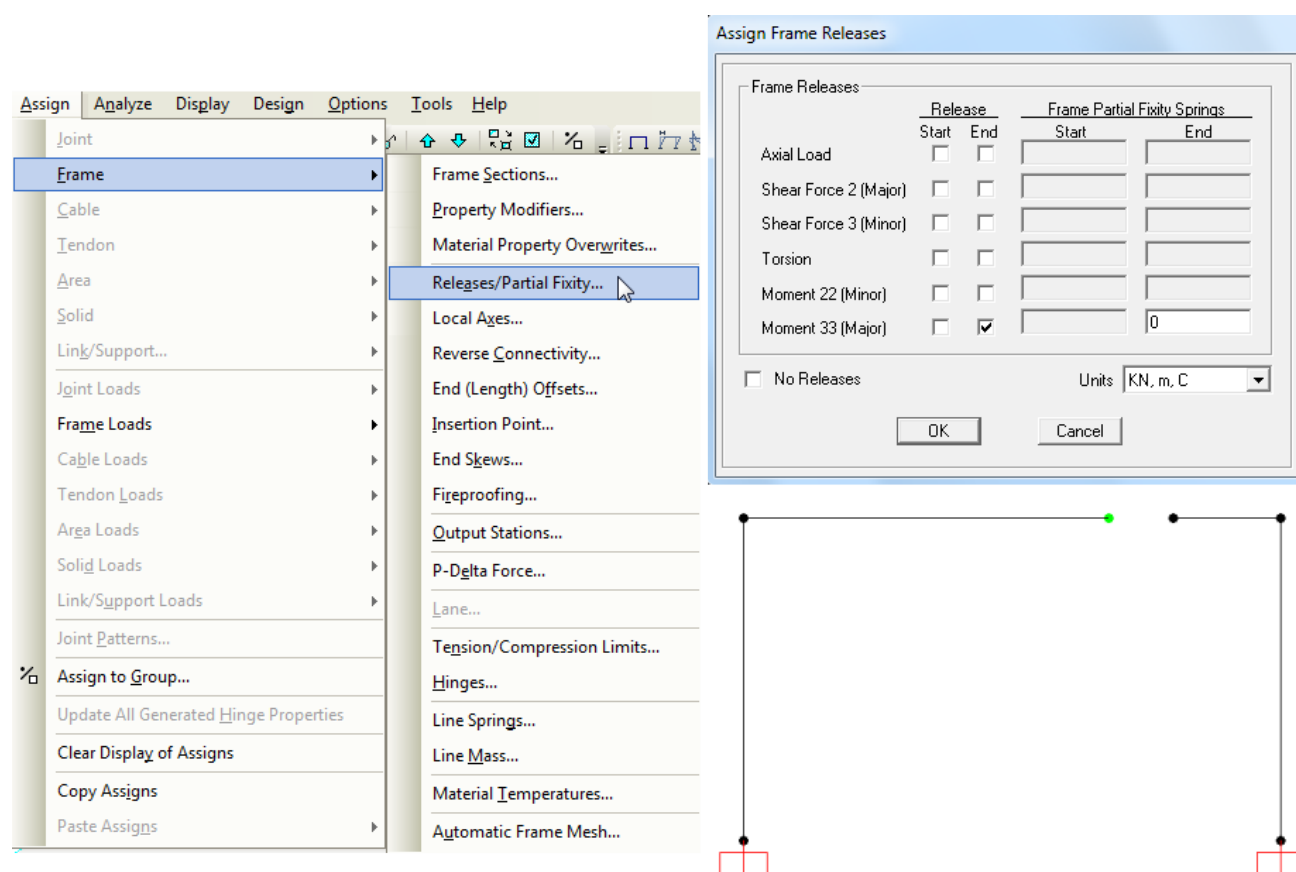 Assign Analyze Display Design Options Tools Help
Joint
Frame
Cable
Tendon
Area
Solid
Link/Support...
Joint Loads
Frame Loads
Cable Loads
Tendon Loads
Area Loads
Solid Loads
Link/Support Loads
Joint Patterns...
Assign to Group...
Update All Generated Hinge Properties
Clear Display of Assigns
Copy Assigns
Paste Assigns
Frame Sections...
Property Modifiers...
Material Property Overwrites...
Releases/Partial Fixity...
Local Axes...
Reverse Connectivity...
End (Length) Offsets...
Insertion Point...
End Skews...
Fireproofing...
Output Stations...
P-Delta Force...
Lane...
Tension/Compression Limits...
Hinges...
Line Springs...
Line Mass...
Material Temperatures...
Automatic Frame Mesh...
Assign Frame Releases
Frame Releases
Release Frame Partial Fixity Springs
Start End Start End
Axial Load
Shear Force 2 (Major)
Shear Force 3 (Minor)
Torsion
Moment 22 (Minor)
Moment 33 (Major) 0
No Releases Units KN, m, C
OK Cancel